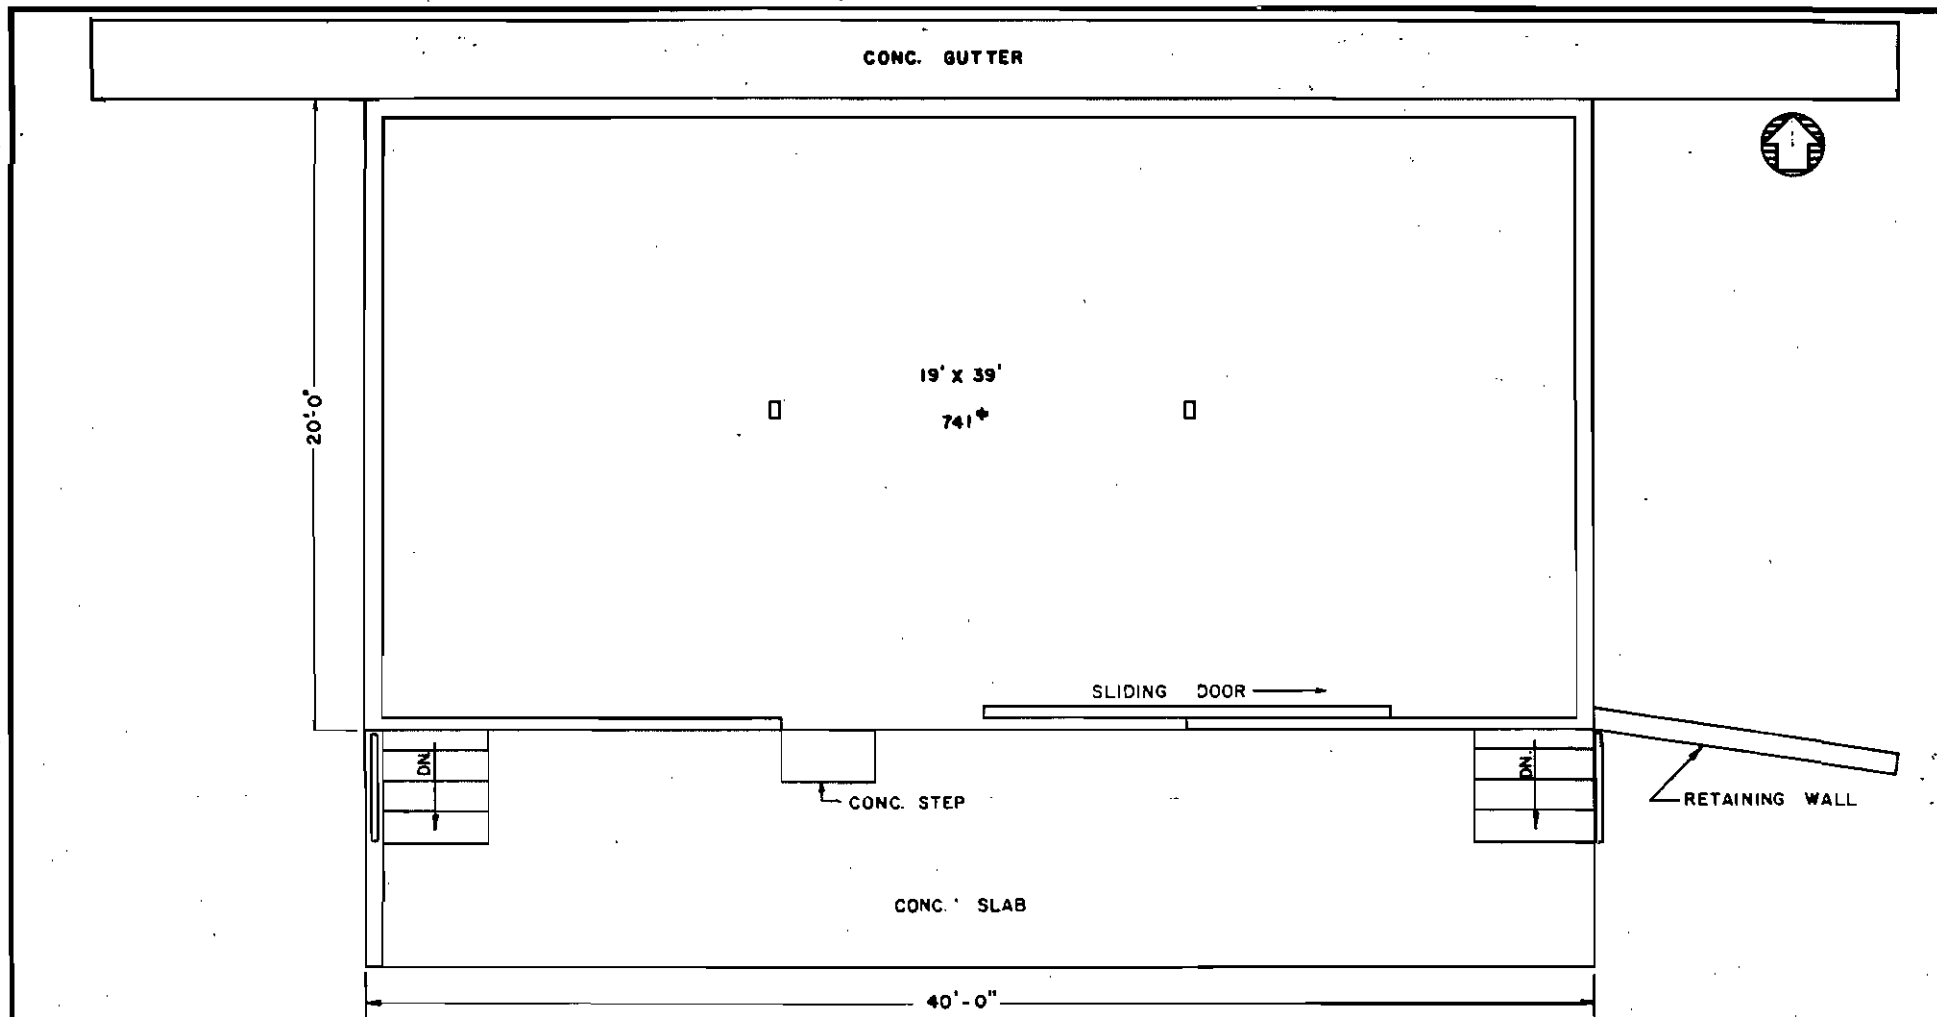 CONC. GUTTER
19' X 39'
741⌖
20'-0"
SLIDING DOOR
DN.
DN.
CONC. STEP
RETAINING WALL
CONC. SLAB
40'-0"